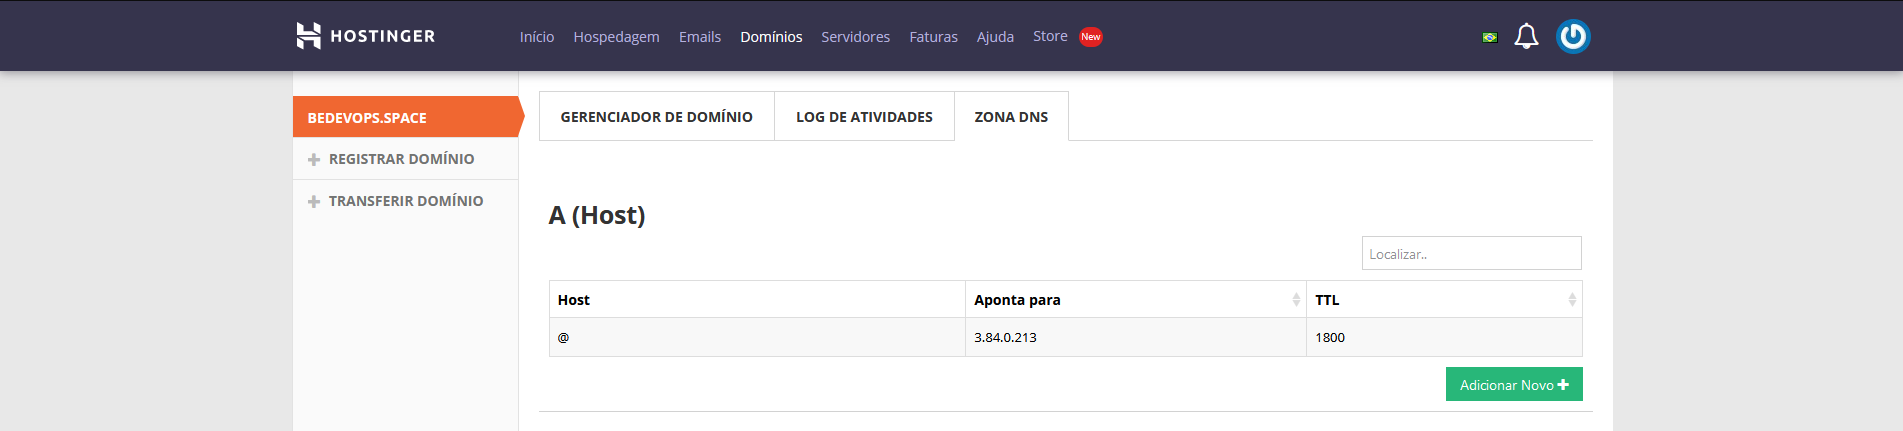 HOSTINGER
Início Hospedagem Emails Domínios Servidores Faturas Ajuda Store New
BEDEVOPS.SPACE
REGISTRAR DOMÍNIO
TRANSFERIR DOMÍNIO
GERENCIADOR DE DOMÍNIO LOG DE ATIVIDADES ZONA DNS
A (Host)
Localizar..
Host Aponta para TTL
@ 3.84.0.213 1800
Adicionar Novo